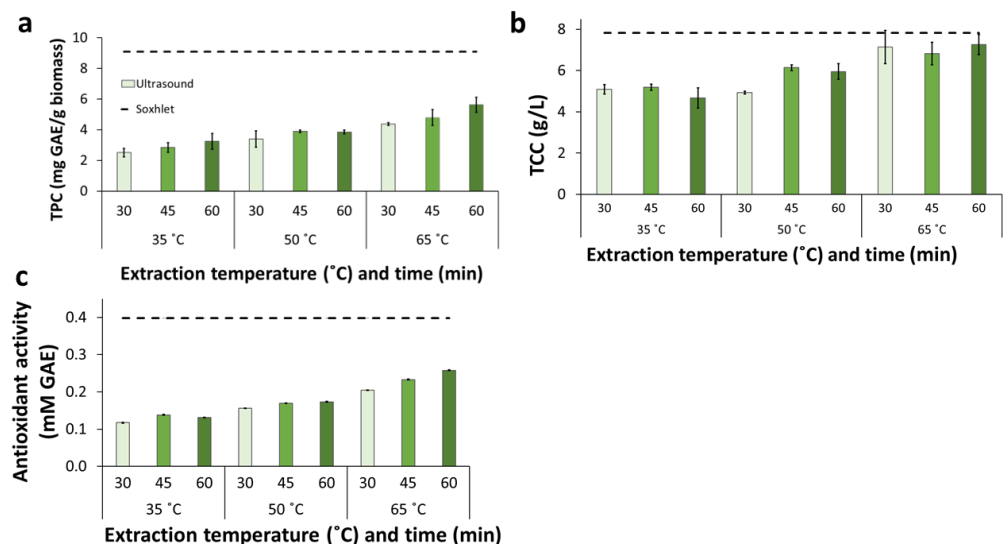 a
TPC (mg GAE/g biomass)
10
8
6
4
2
0
Ultrasound
Soxhlet
30 45 60 30 45 60 30 45 60
35 ˚C 50 ˚C 65 ˚C
Extraction temperature (˚C) and time (min)
b
TCC (g/L)
8
6
4
2
0
30 45 60 30 45 60 30 45 60
35 ˚C 50 ˚C 65 ˚C
Extraction temperature (˚C) and time (min)
c
Antioxidant activity
(mM GAE)
0.4
0.3
0.2
0.1
0.0
30 45 60 30 45 60 30 45 60
35 ˚C 50 ˚C 65 ˚C
Extraction temperature (˚C) and time (min)